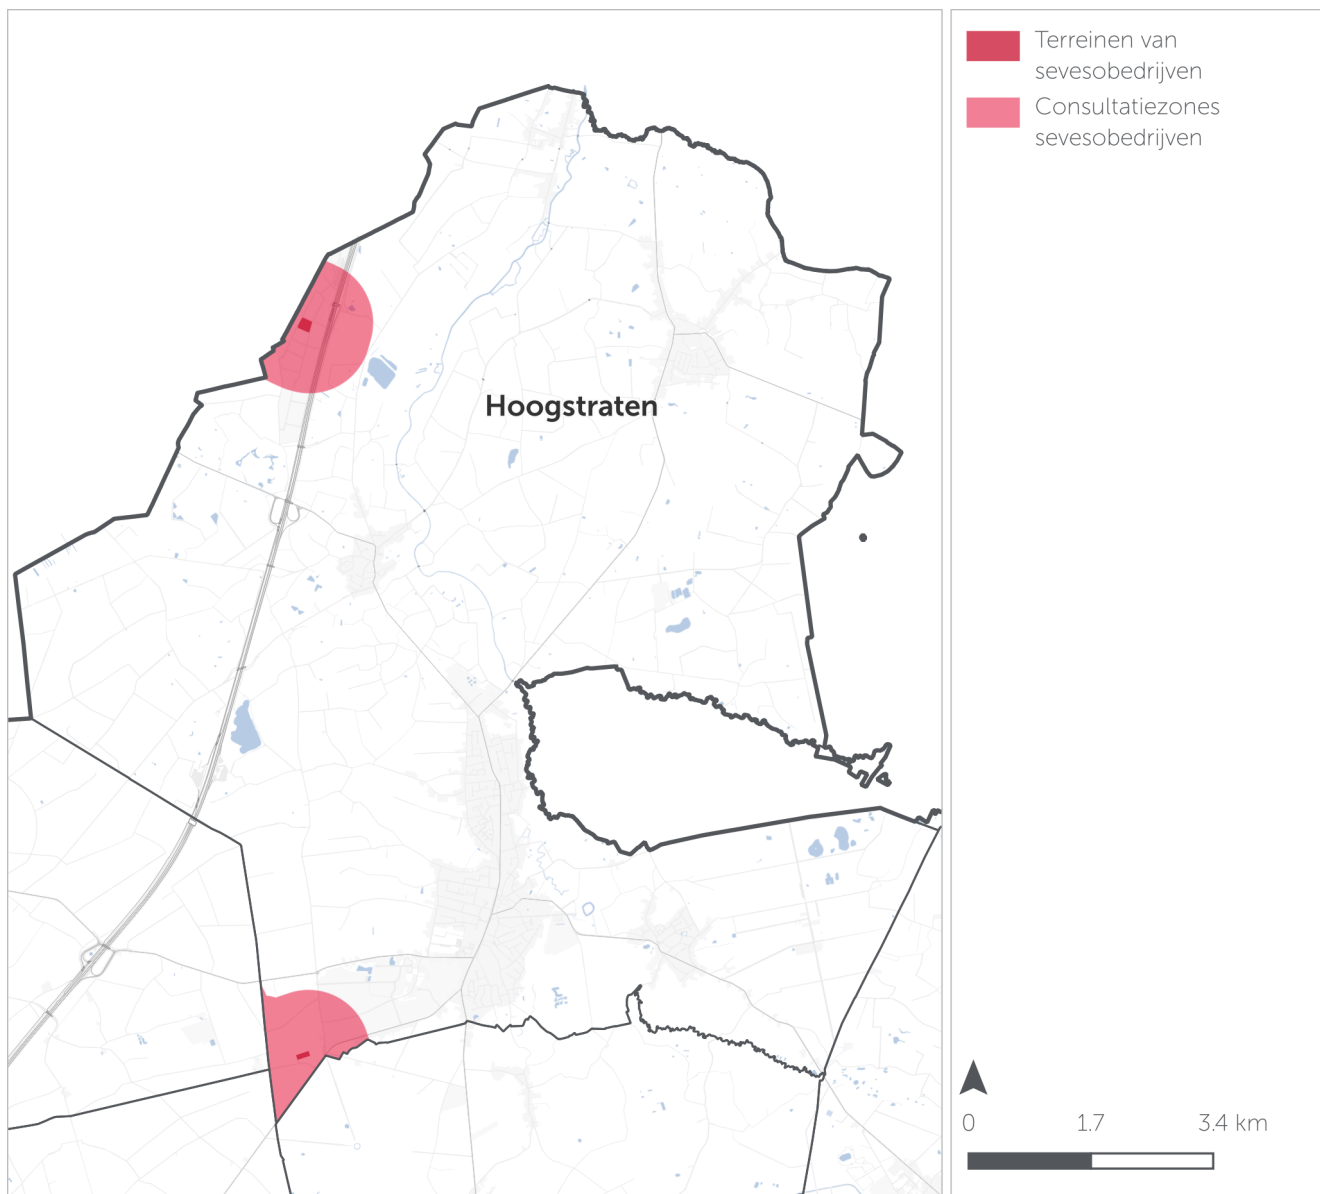 Terreinen van
sevesobedrijven
Consultatiezones
sevesobedrijven
Hoogstraten
0 1.7 3.4 km